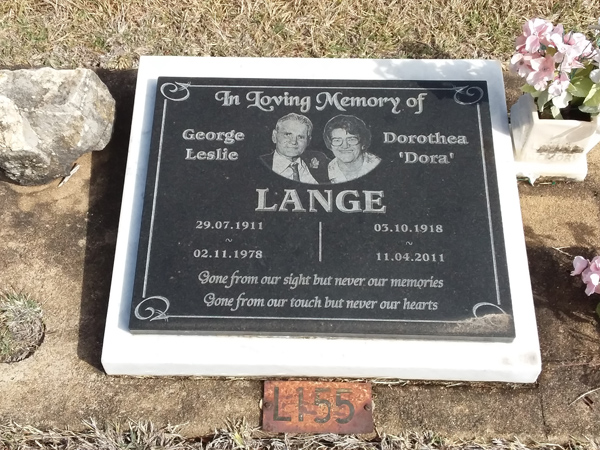 In Loving Memory of
George Leslie
Dorothea 'Dora'
LANGE
29.07.1911 ~ 02.11.1978
03.10.1918 ~ 11.04.2011
Gone from our sight but never our memories
Gone from our touch but never our hearts
L155